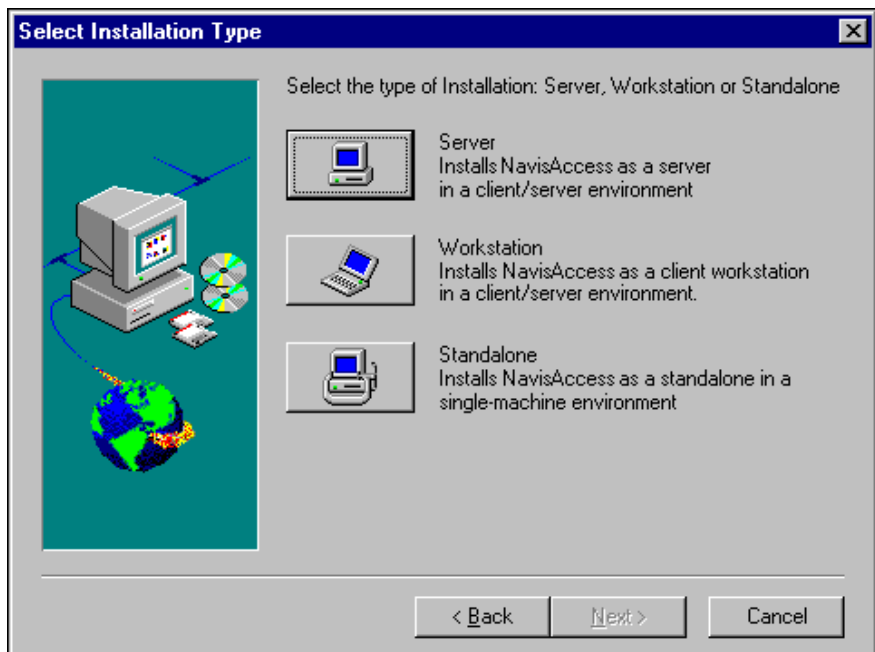 Select Installation Type
Select the type of Installation: Server, Workstation or Standalone
Server
Installs NavisAccess as a server
in a client/server environment
Workstation
Installs NavisAccess as a client workstation
in a client/server environment.
Standalone
Installs NavisAccess as a standalone in a
single-machine environment
< Back
Next >
Cancel